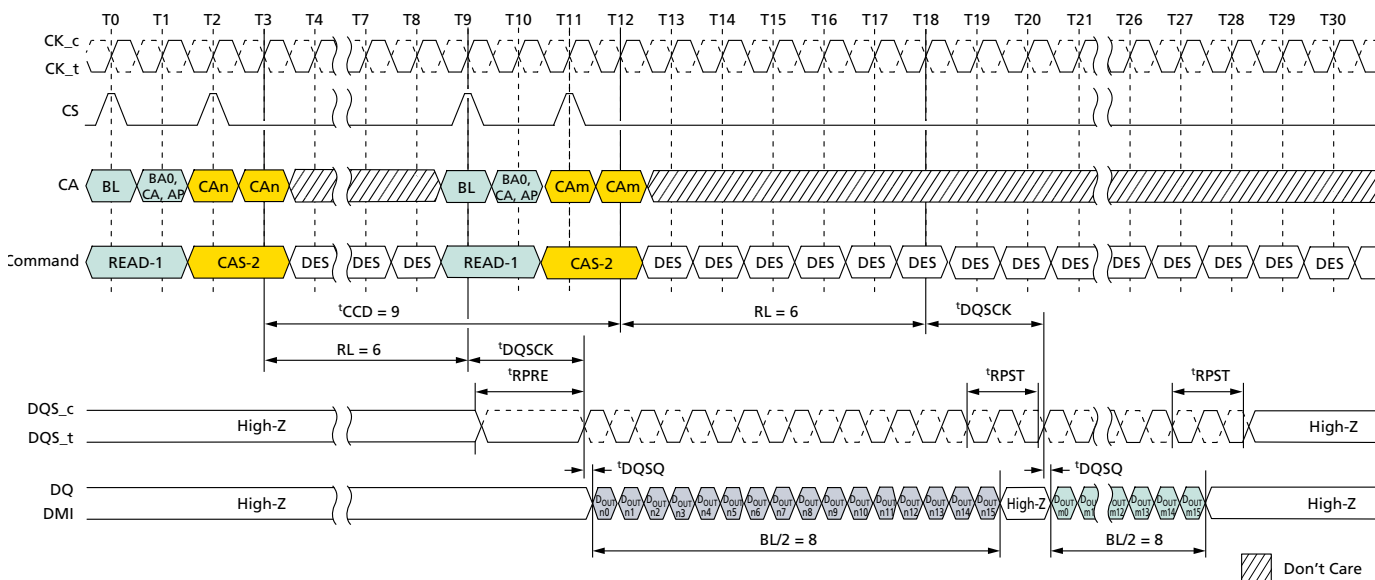 T0 T1 T2 T3 T4 T7 T8 T9 T10 T11 T12 T13 T14 T15 T16 T17 T18 T19 T20 T21 T26 T27 T28 T29 T30
CK_c
CK_t
CS
CA BL BA0, CA, AP CAn CAn BL BA0, CA, AP CAm CAm
Command READ-1 CAS-2 DES DES DES READ-1 CAS-2 DES DES DES DES DES DES DES DES DES DES DES DES DES DES
tCCD = 9 RL = 6 tDQSCK
RL = 6 tDQSCK
tRPRE tRPST tRPST
DQS_c
DQS_t
High-Z High-Z
tDQSQ tDQSQ
DQ
DMI
High-Z DOUT n0 DOUT n1 DOUT n2 DOUT n3 DOUT n4 DOUT n5 DOUT n6 DOUT n7 DOUT n8 DOUT n9 DOUT n10 DOUT n11 DOUT n12 DOUT n13 DOUT n14 DOUT n15 High-Z DOUT m0 DOUT m1 DOUT m12 DOUT m13 DOUT m14 DOUT m15 High-Z
BL/2 = 8 BL/2 = 8
Don't Care